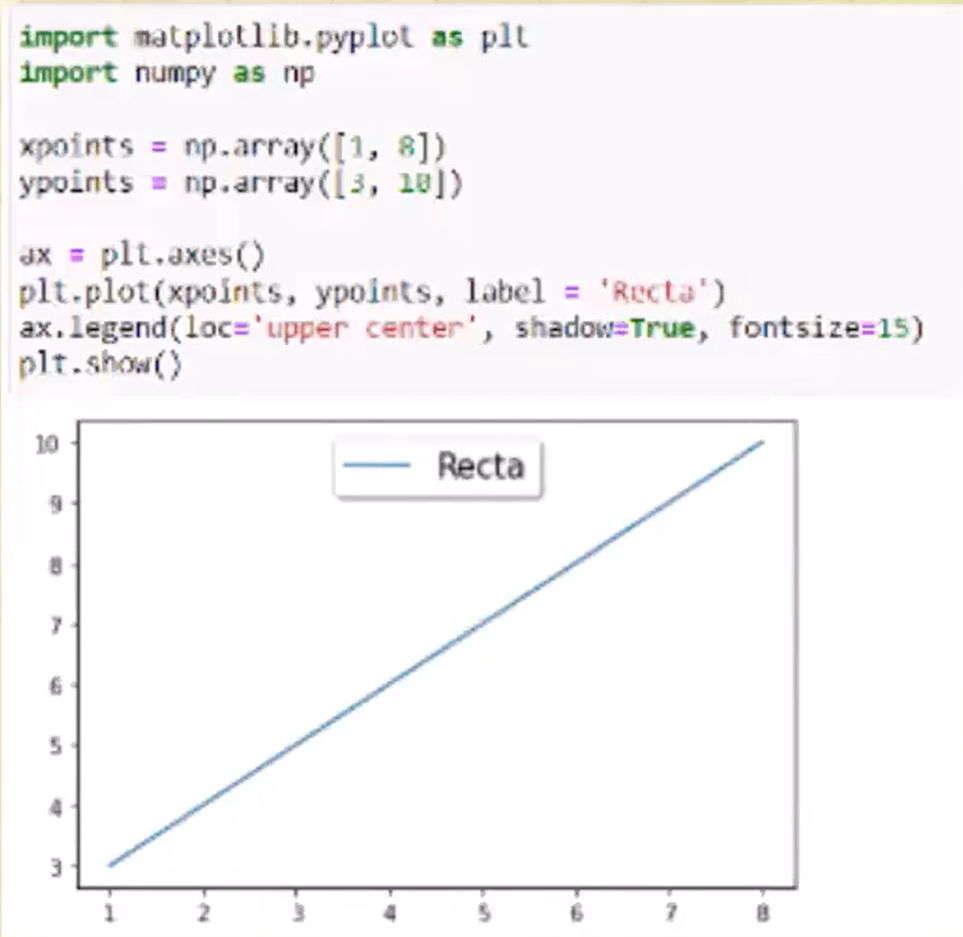 import matplotlib.pyplot as plt
import numpy as np
xpoints = np.array([1, 8])
ypoints = np.array([3, 10])
ax = plt.axes()
plt.plot(xpoints, ypoints, label = 'Recta')
ax.legend(loc='upper center', shadow=True, fontsize=15)
plt.show()
Recta
10
9
8
7
6
5
4
3
1 2 3 4 5 6 7 8